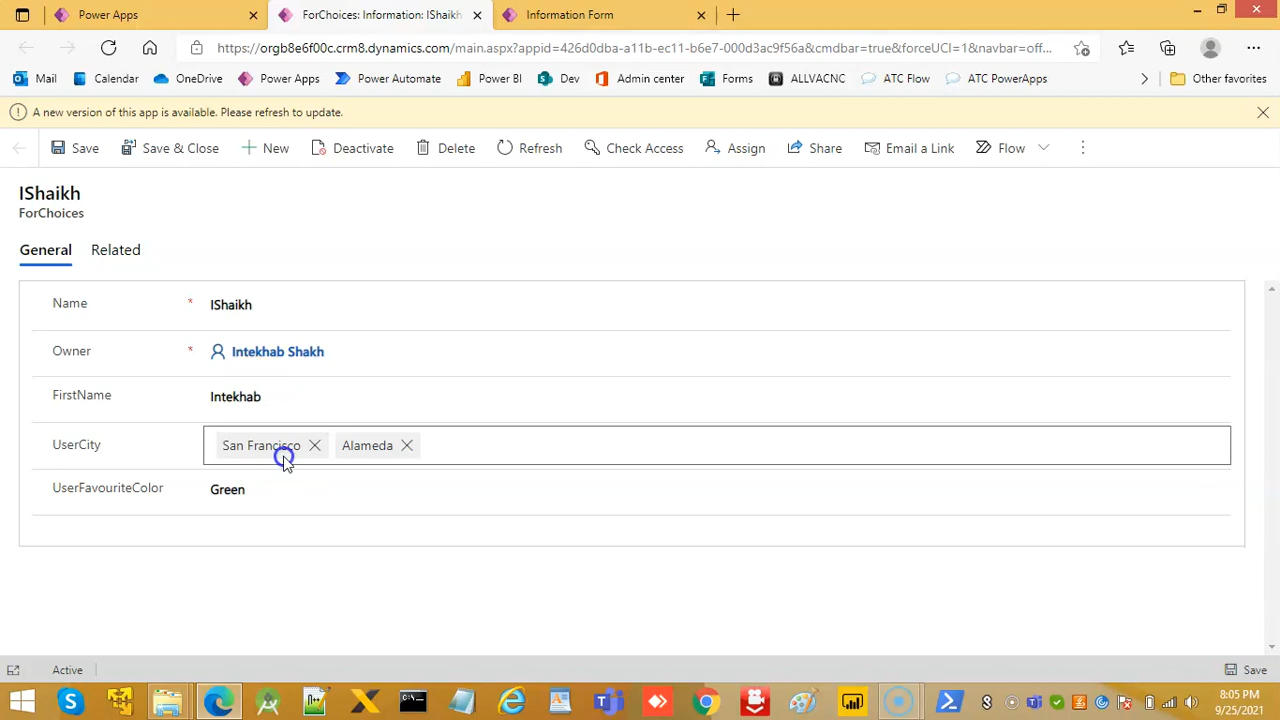 Power Apps
ForChoices: Information: IShaikh
Information Form
https://orgb8e6f00c.crm8.dynamics.com/main.aspx?appid=426d0dba-a11b-ec11-b6e7-000d3ac9f56a&cmdbar=true&forceUCI=1&navbar=off...
Mail
Calendar
OneDrive
Power Apps
Power Automate
Power BI
Dev
Admin center
Forms
ALLVACNC
ATC Flow
ATC PowerApps
Other favorites
A new version of this app is available. Please refresh to update.
Save
Save & Close
New
Deactivate
Delete
Refresh
Check Access
Assign
Share
Email a Link
Flow
IShaikh
ForChoices
General
Related
Name * IShaikh
Owner * Intekhab Shakh
FirstName Intekhab
UserCity San Francisco Alameda
UserFavouriteColor Green
Active
Save
8:05 PM
9/25/2021